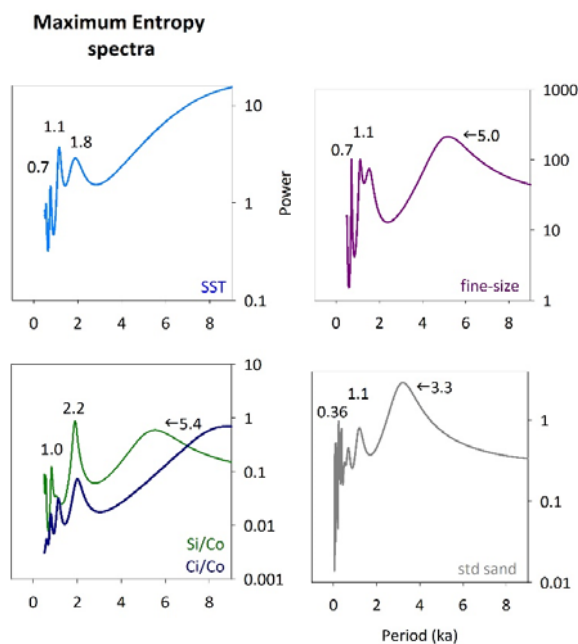 Maximum Entropy
spectra
10
1.1
1.8
0.7
1
Power
SST
0.1
0 2 4 6 8
1000
1.1
0.7
←5.0
100
10
fine-size
1
0 2 4 6 8
10
2.2
1
←5.4
1.0
0.1
0.01
Si/Co
Ci/Co
0.001
0 2 4 6 8
←3.3
1.1
0.36
1
0.1
std sand
0.01
0 2 4 6 8
Period (ka)